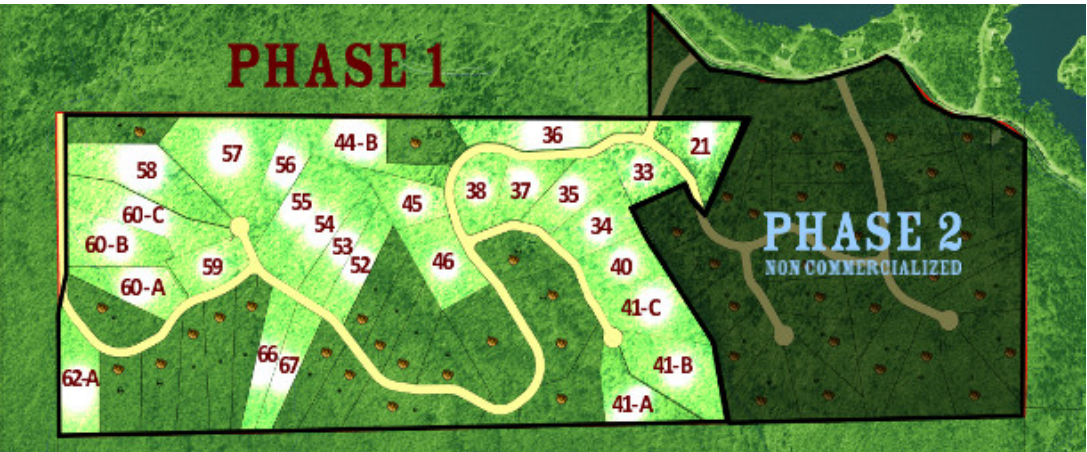 PHASE 1
36
44-B
21
57
56
58
33
38
37
35
45
55
60-C
54
34
60-B
53
52
46
59
40
60-A
41-C
66
67
41-B
62-A
41-A
PHASE 2
NON COMMERCIALIZED